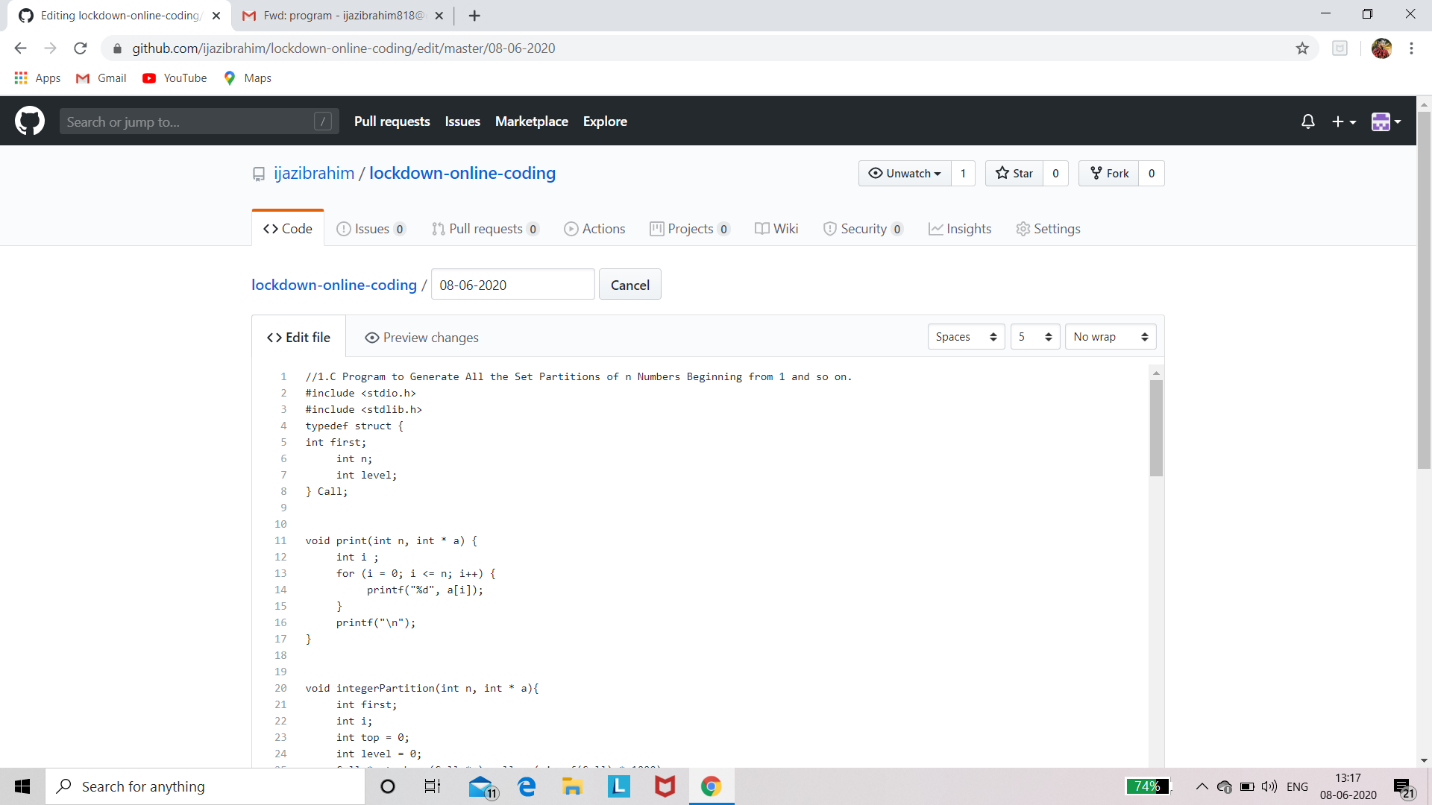 Editing lockdown-online-coding/
Fwd: program - ijazibrahim818@
github.com/ijazibrahim/lockdown-online-coding/edit/master/08-06-2020
Apps Gmail YouTube Maps
Search or jump to... / Pull requests Issues Marketplace Explore
ijazibrahim / lockdown-online-coding Unwatch 1 Star 0 Fork 0
<> Code Issues 0 Pull requests 0 Actions Projects 0 Wiki Security 0 Insights Settings
lockdown-online-coding / 08-06-2020 Cancel
<> Edit file Preview changes Spaces 5 No wrap
1 //1.C Program to Generate All the Set Partitions of n Numbers Beginning from 1 and so on.
2 #include <stdio.h>
3 #include <stdlib.h>
4 typedef struct {
5 int first;
6 int n;
7 int level;
8 } Call;
9
10
11 void print(int n, int * a) {
12 int i ;
13 for (i = 0; i <= n; i++) {
14 printf("%d", a[i]);
15 }
16 printf("\n");
17 }
18
19
20 void integerPartition(int n, int * a){
21 int first;
22 int i;
23 int top = 0;
24 int level = 0;
Search for anything 11 74% ENG 13:17
08-06-2020 21